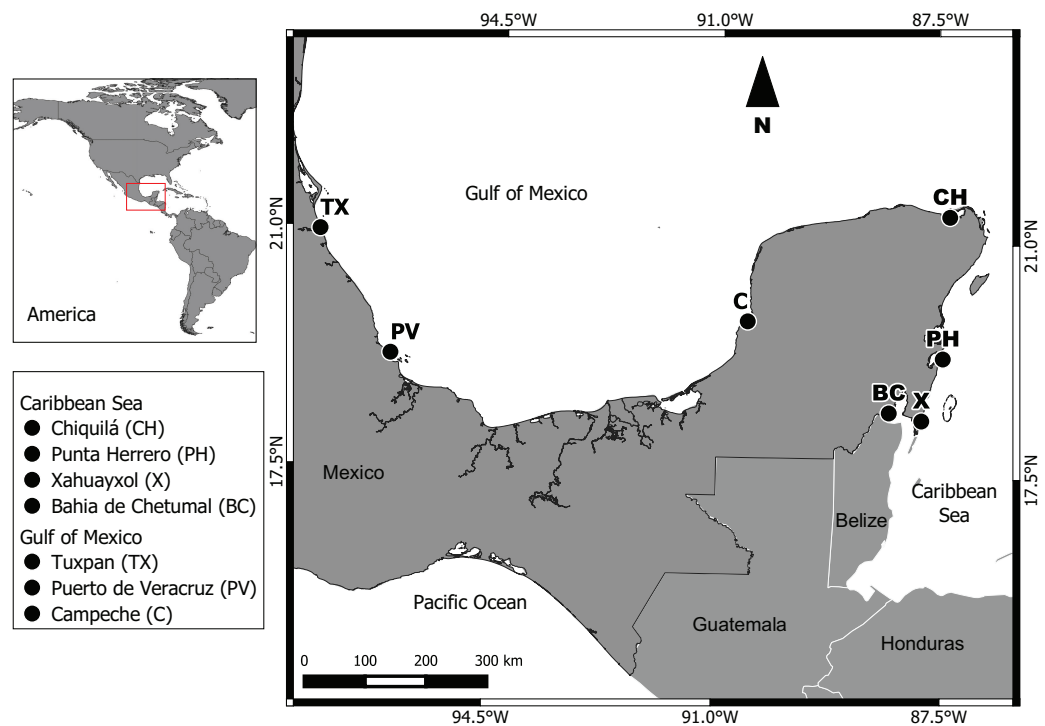 94.5°W 91.0°W 87.5°W
America
Caribbean Sea
Chiquilá (CH)
Punta Herrero (PH)
Xahuayxol (X)
Bahia de Chetumal (BC)
Gulf of Mexico
Tuxpan (TX)
Puerto de Veracruz (PV)
Campeche (C)
N
Gulf of Mexico
CH
TX
21.0°N
21.0°N
C
PV
PH
BC
X
17.5°N
17.5°N
Mexico
Caribbean
Sea
Belize
Pacific Ocean
Guatemala
Honduras
0 100 200 300 km
94.5°W 91.0°W 87.5°W